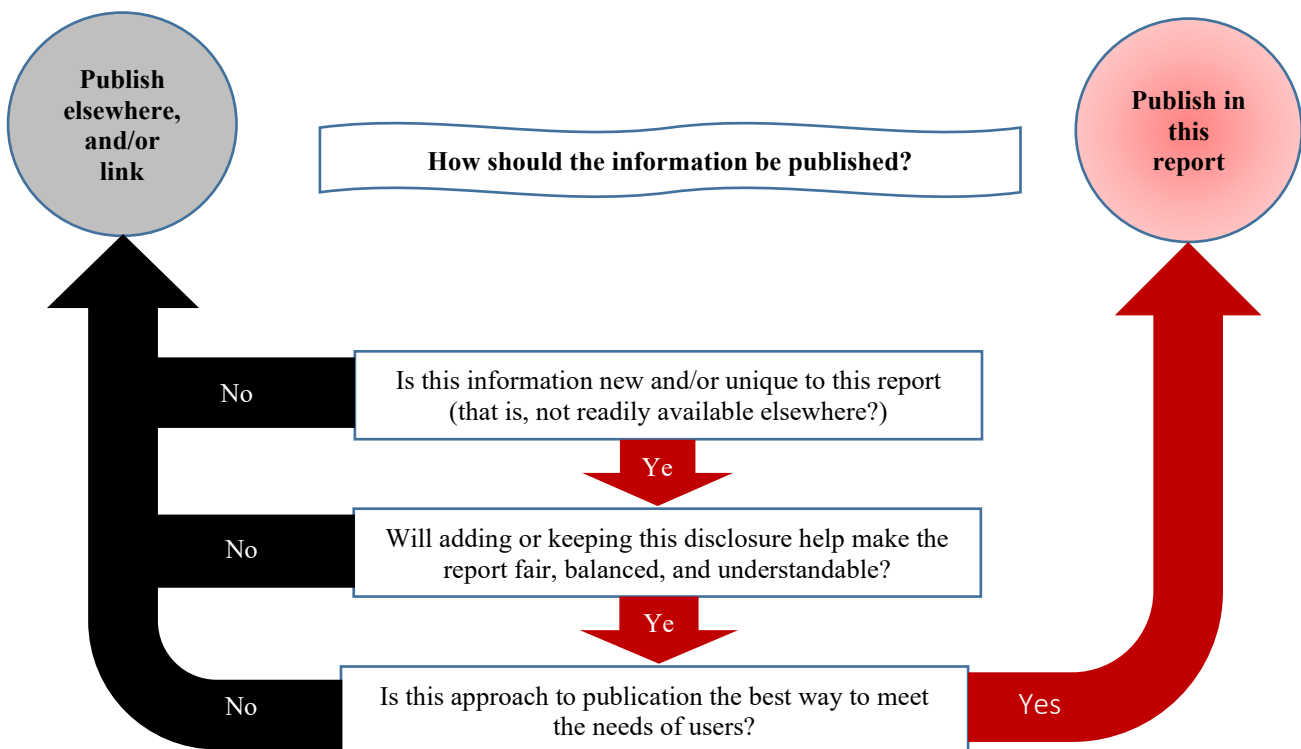 Publish
elsewhere,
and/or
link
How should the information be published?
Publish in
this
report
No
Is this information new and/or unique to this report
(that is, not readily available elsewhere?)
Ye
No
Will adding or keeping this disclosure help make the
report fair, balanced, and understandable?
Ye
No
Is this approach to publication the best way to meet
the needs of users?
Yes